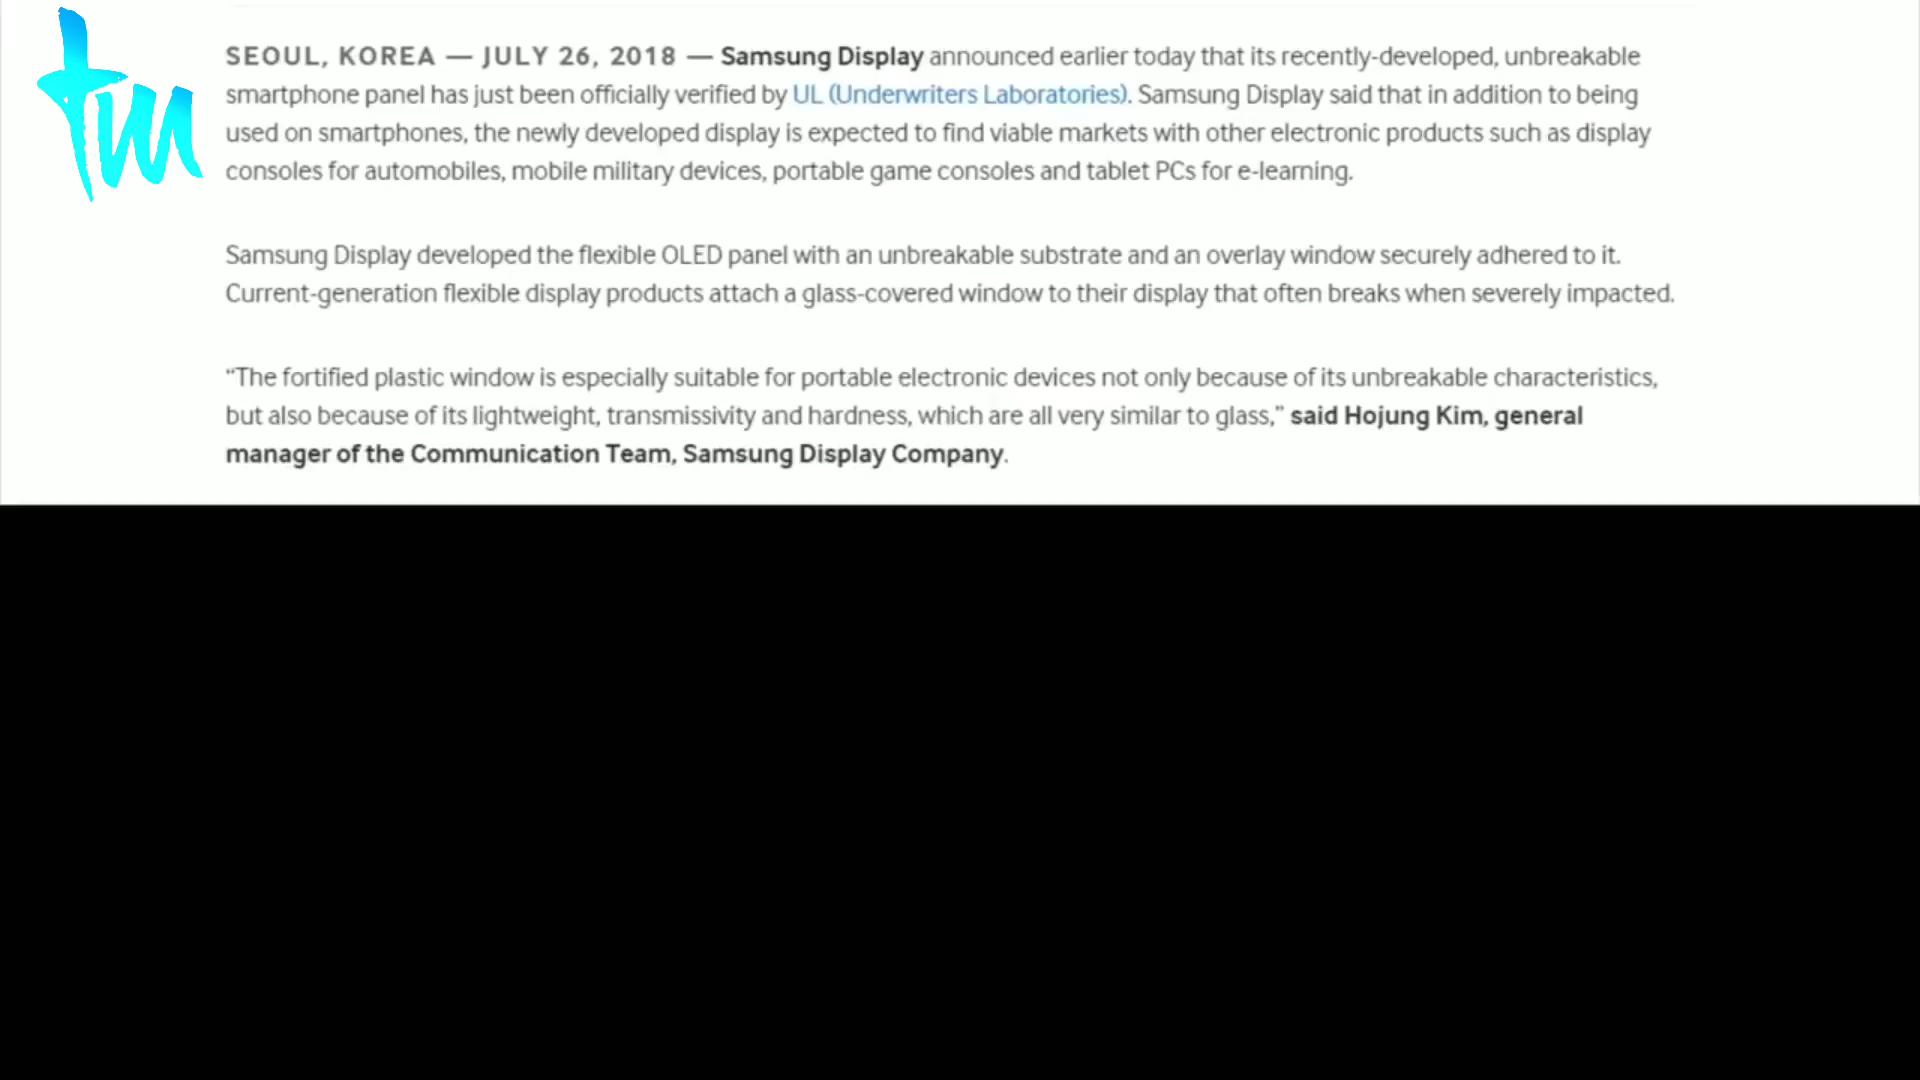 tm
SEOUL, KOREA — JULY 26, 2018 — Samsung Display announced earlier today that its recently-developed, unbreakable
smartphone panel has just been officially verified by UL (Underwriters Laboratories). Samsung Display said that in addition to being
used on smartphones, the newly developed display is expected to find viable markets with other electronic products such as display
consoles for automobiles, mobile military devices, portable game consoles and tablet PCs for e-learning.
Samsung Display developed the flexible OLED panel with an unbreakable substrate and an overlay window securely adhered to it.
Current-generation flexible display products attach a glass-covered window to their display that often breaks when severely impacted.
“The fortified plastic window is especially suitable for portable electronic devices not only because of its unbreakable characteristics,
but also because of its lightweight, transmissivity and hardness, which are all very similar to glass,” said Hojung Kim, general
manager of the Communication Team, Samsung Display Company.